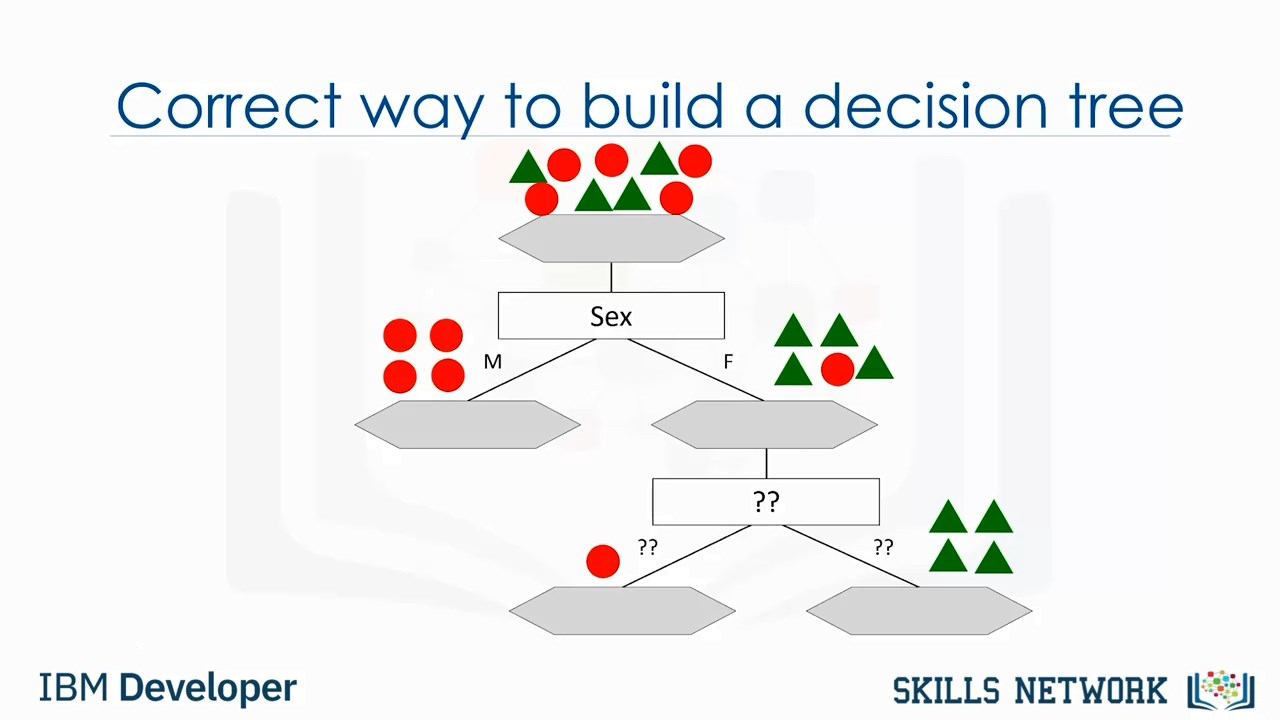 Correct way to build a decision tree
Sex
M
F
??
??
??
IBM Developer
SKILLS NETWORK